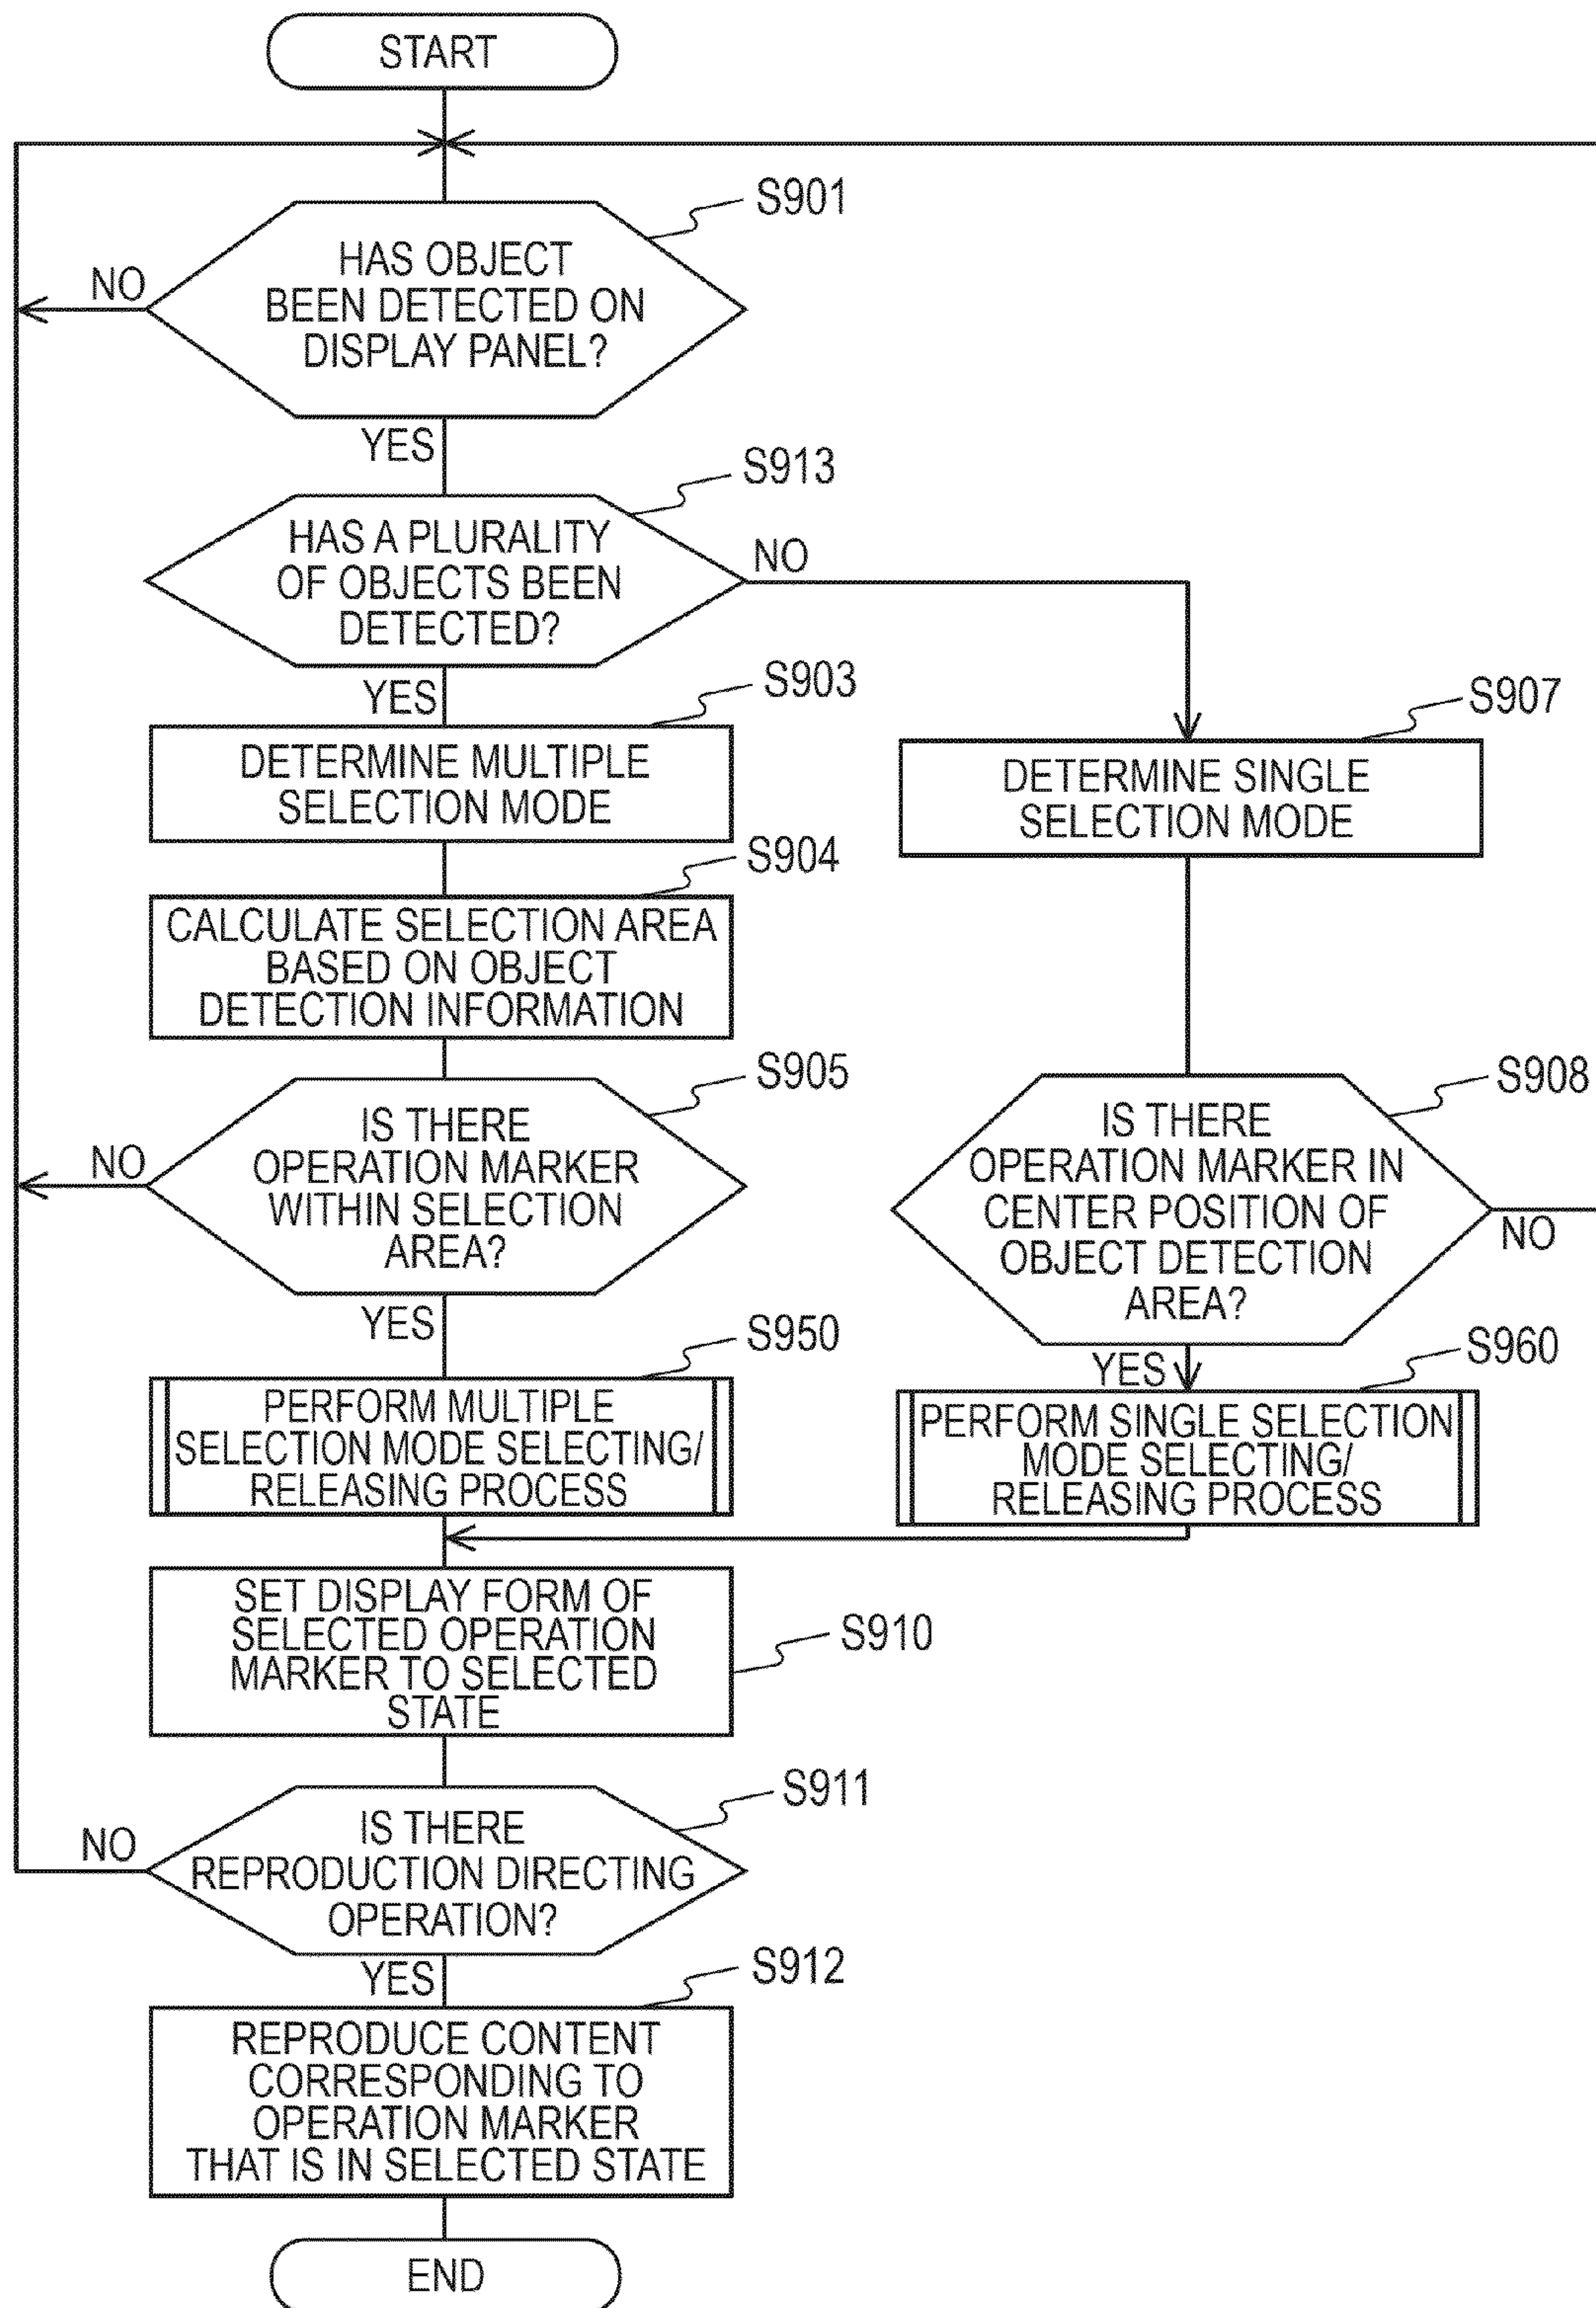 START
S901
HAS OBJECT
BEEN DETECTED ON
DISPLAY PANEL?
NO
YES
S913
HAS A PLURALITY
OF OBJECTS BEEN
DETECTED?
NO
YES
S903
DETERMINE MULTIPLE
SELECTION MODE
S907
DETERMINE SINGLE
SELECTION MODE
S904
CALCULATE SELECTION AREA
BASED ON OBJECT
DETECTION INFORMATION
S905
IS THERE
OPERATION MARKER
WITHIN SELECTION
AREA?
NO
YES
S908
IS THERE
OPERATION MARKER IN
CENTER POSITION OF
OBJECT DETECTION
AREA?
NO
YES
S950
PERFORM MULTIPLE
SELECTION MODE SELECTING/
RELEASING PROCESS
S960
PERFORM SINGLE SELECTION
MODE SELECTING/
RELEASING PROCESS
SET DISPLAY FORM OF
SELECTED OPERATION
MARKER TO SELECTED
STATE
S910
S911
IS THERE
REPRODUCTION DIRECTING
OPERATION?
NO
YES
S912
REPRODUCE CONTENT
CORRESPONDING TO
OPERATION MARKER
THAT IS IN SELECTED STATE
END